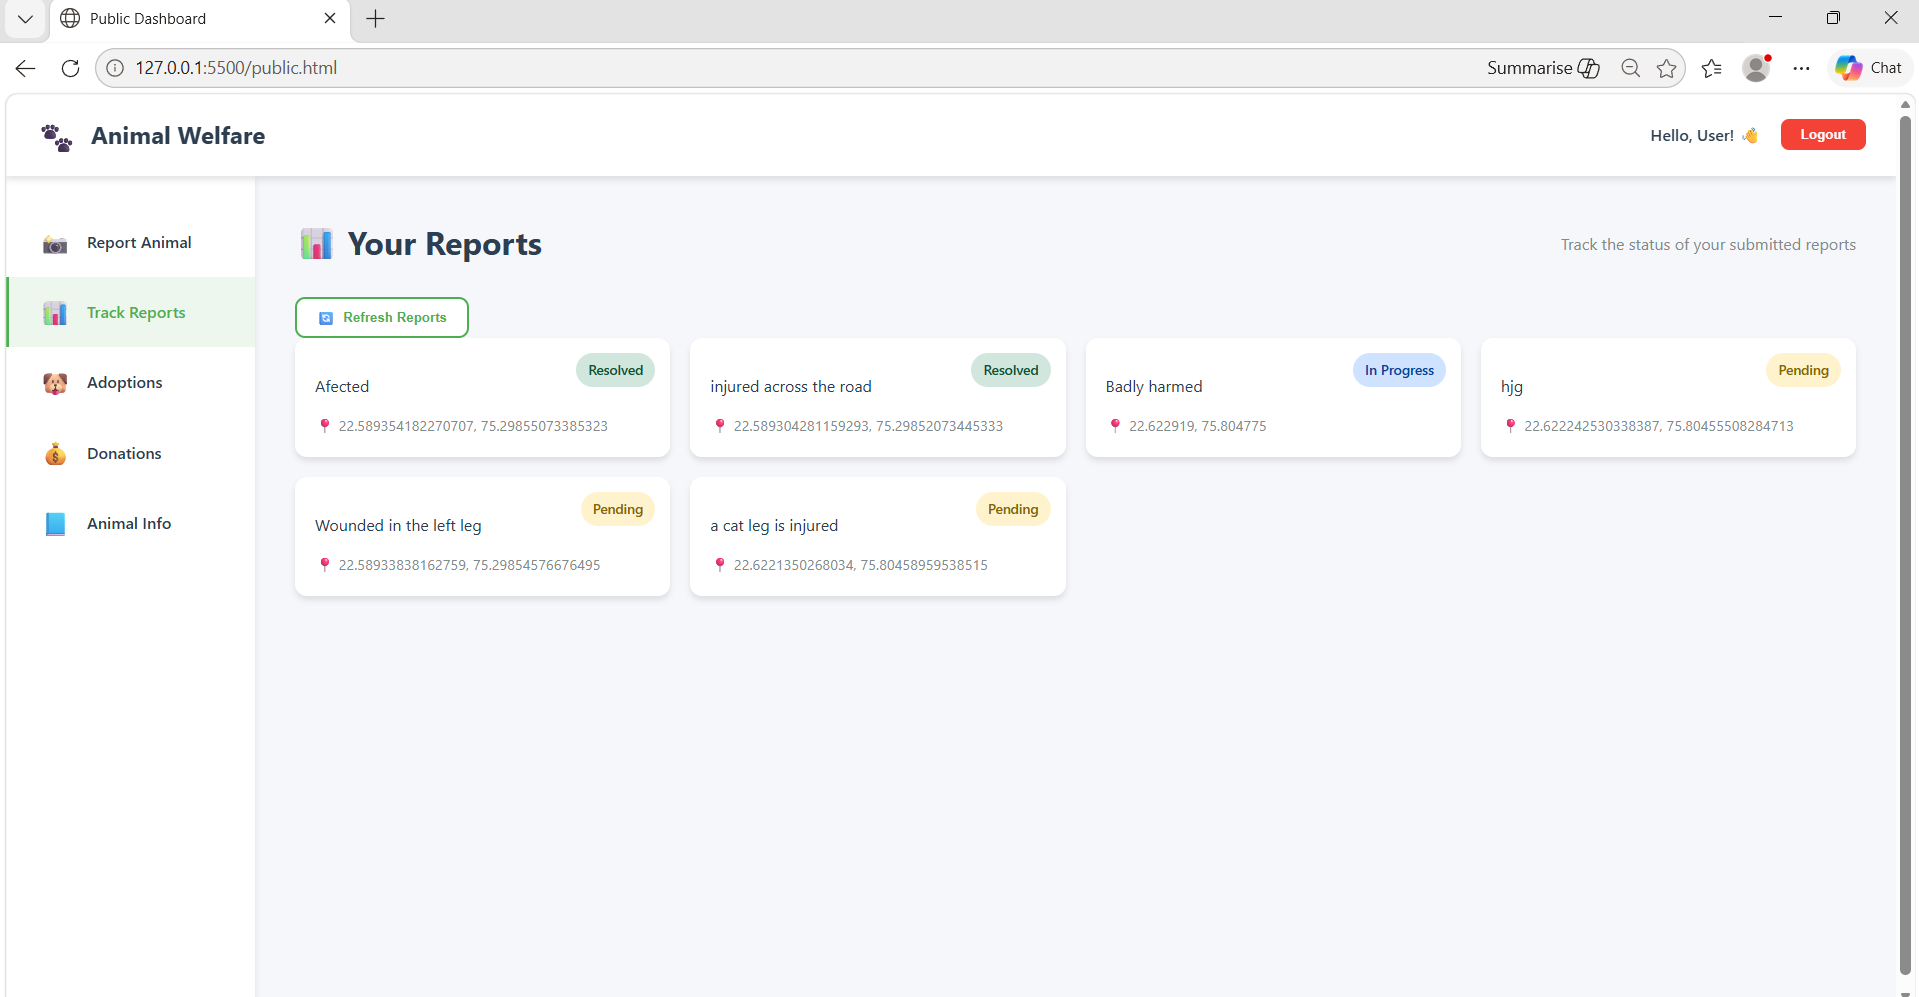 Public Dashboard
127.0.0.1:5500/public.html
Summarise
Chat
Animal Welfare
Hello, User! 👋
Logout
Report Animal
Track Reports
Adoptions
Donations
Animal Info
Your Reports
Track the status of your submitted reports
Refresh Reports
Resolved
Afected
22.589354182270707, 75.29855073385323
Resolved
injured across the road
22.589304281159293, 75.29852073445333
In Progress
Badly harmed
22.622919, 75.804775
Pending
hjg
22.622242530338387, 75.80455508284713
Pending
Wounded in the left leg
22.58933838162759, 75.29854576676495
Pending
a cat leg is injured
22.6221350268034, 75.80458959538515